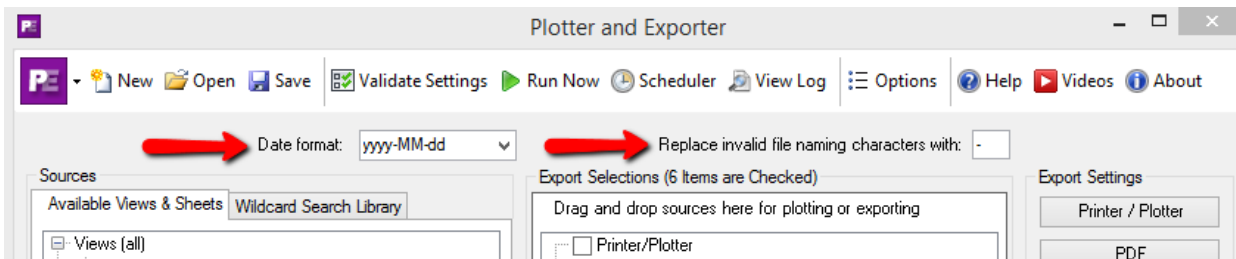 PE Plotter and Exporter
PE New Open Save Validate Settings Run Now Scheduler View Log Options Help Videos About
Date format: yyyy-MM-dd Replace invalid file naming characters with: -
Sources Export Selections (6 Items are Checked) Export Settings
Available Views & Sheets Wildcard Search Library Drag and drop sources here for plotting or exporting Printer / Plotter
Views (all) Printer/Plotter PDF